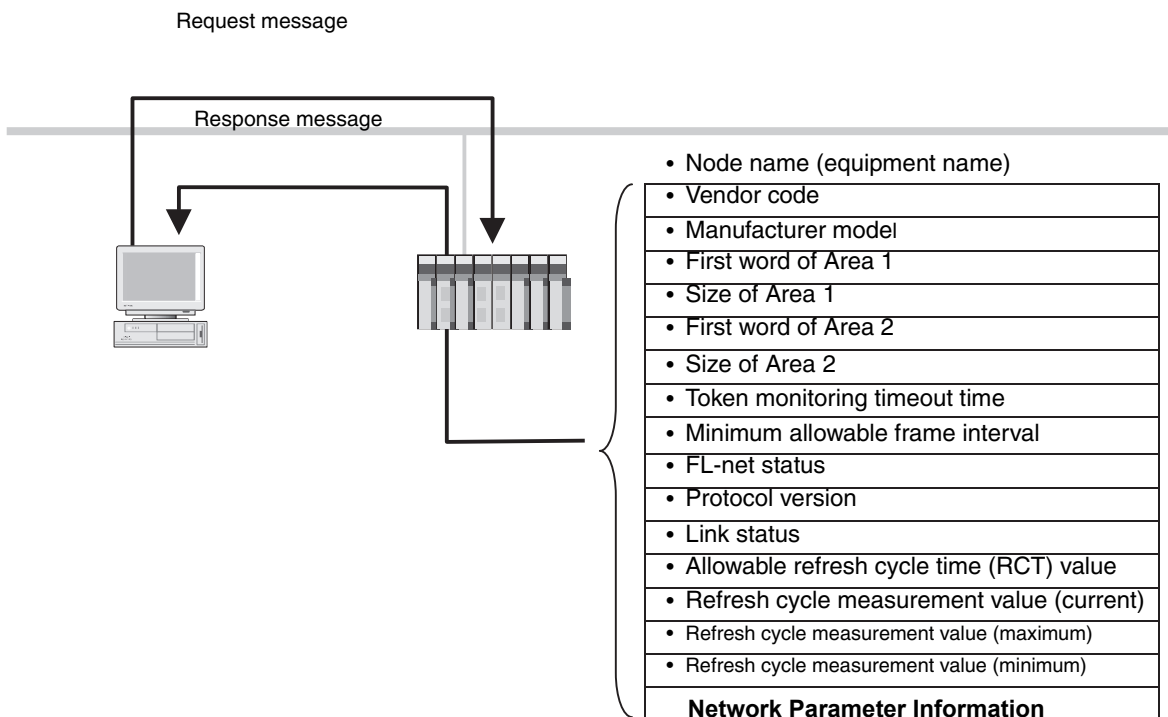 Request message
Response message
• Node name (equipment name)
• Vendor code
• Manufacturer model
• First word of Area 1
• Size of Area 1
• First word of Area 2
• Size of Area 2
• Token monitoring timeout time
• Minimum allowable frame interval
• FL-net status
• Protocol version
• Link status
• Allowable refresh cycle time (RCT) value
• Refresh cycle measurement value (current)
• Refresh cycle measurement value (maximum)
• Refresh cycle measurement value (minimum)
Network Parameter Information